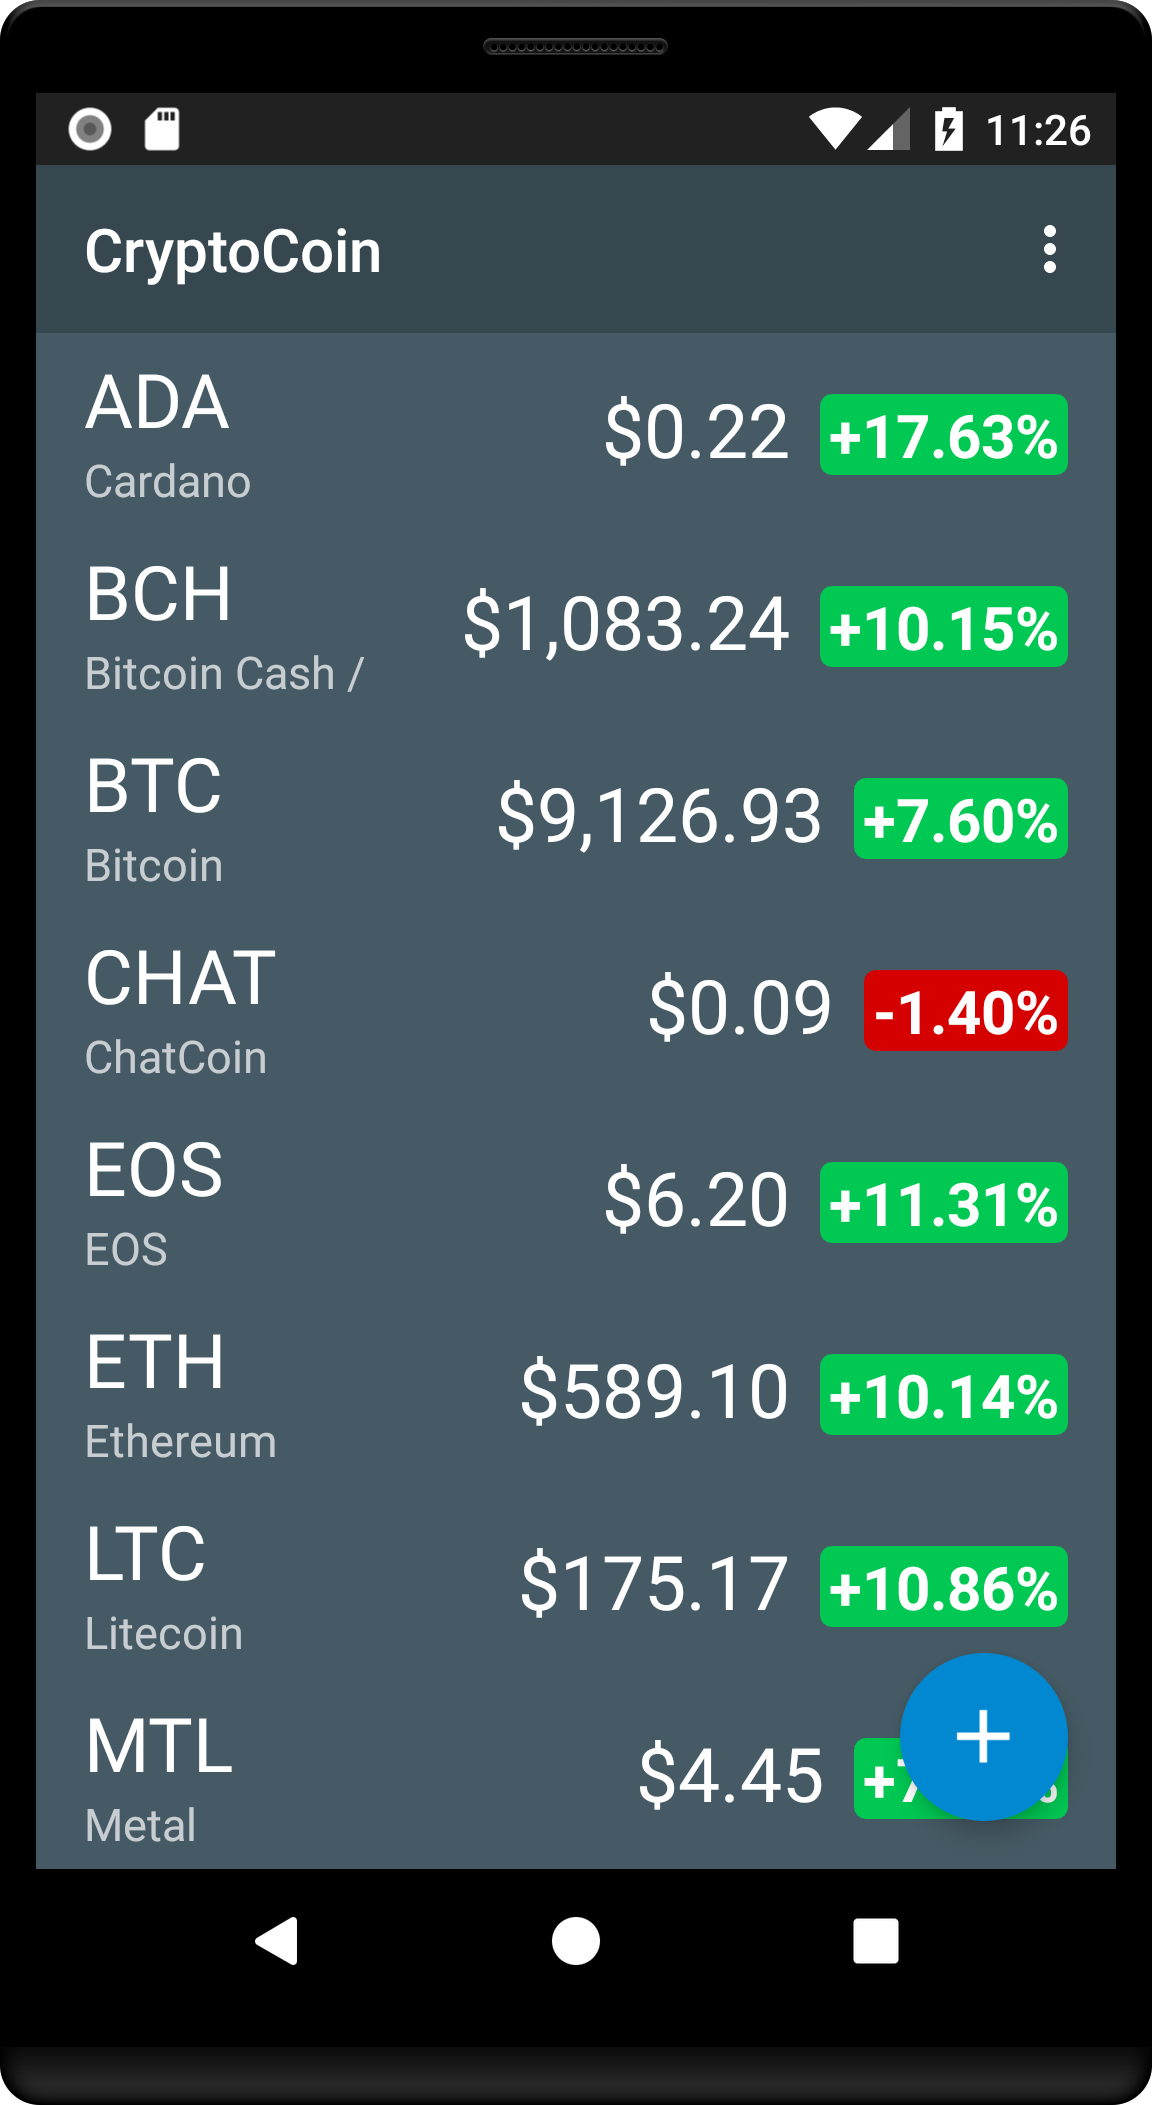 11:26
CryptoCoin
ADA
$0.22 +17.63%
Cardano
BCH
$1,083.24 +10.15%
Bitcoin Cash /
BTC
$9,126.93 +7.60%
Bitcoin
CHAT
$0.09 -1.40%
ChatCoin
EOS
$6.20 +11.31%
EOS
ETH
$589.10 +10.14%
Ethereum
LTC
$175.17 +10.86%
Litecoin
MTL
$4.45
Metal